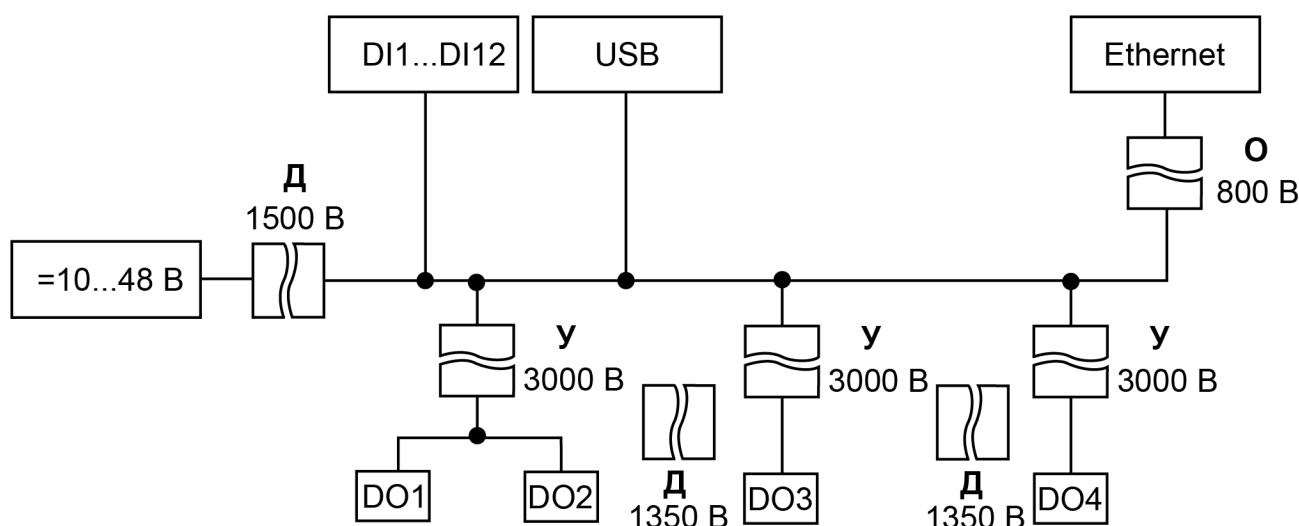 DI1...DI12
USB
Ethernet
Д
1500 В
О
800 В
=10...48 В
У
3000 В
У
3000 В
У
3000 В
DO1
DO2
Д
1350 В
DO3
Д
1350 В
DO4